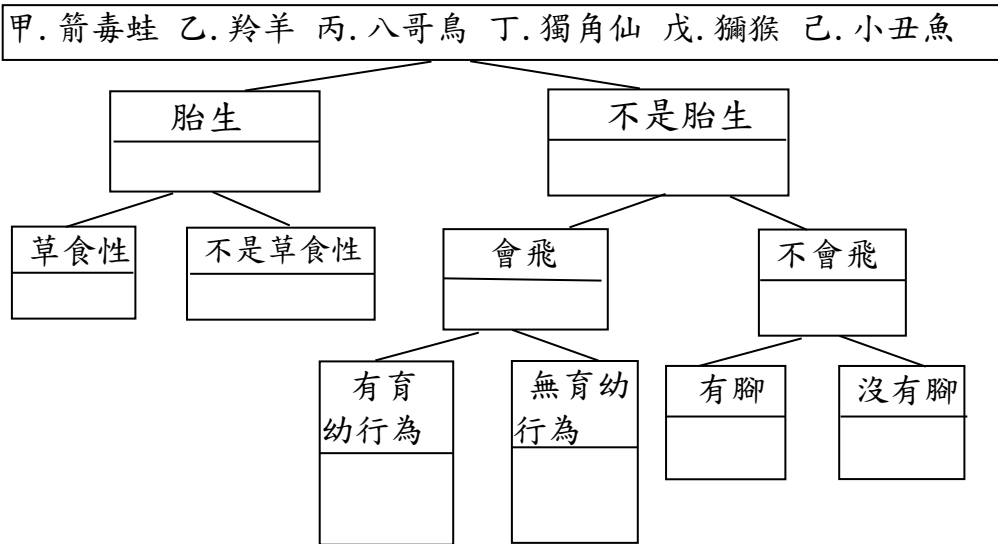 甲.箭毒蛙 乙.羚羊 丙.八哥鳥 丁.獨角仙 戊.獼猴 己.小丑魚
胎生
不是胎生
草食性
不是草食性
會飛
不會飛
有育
幼行為
無育幼
行為
有腳
沒有腳